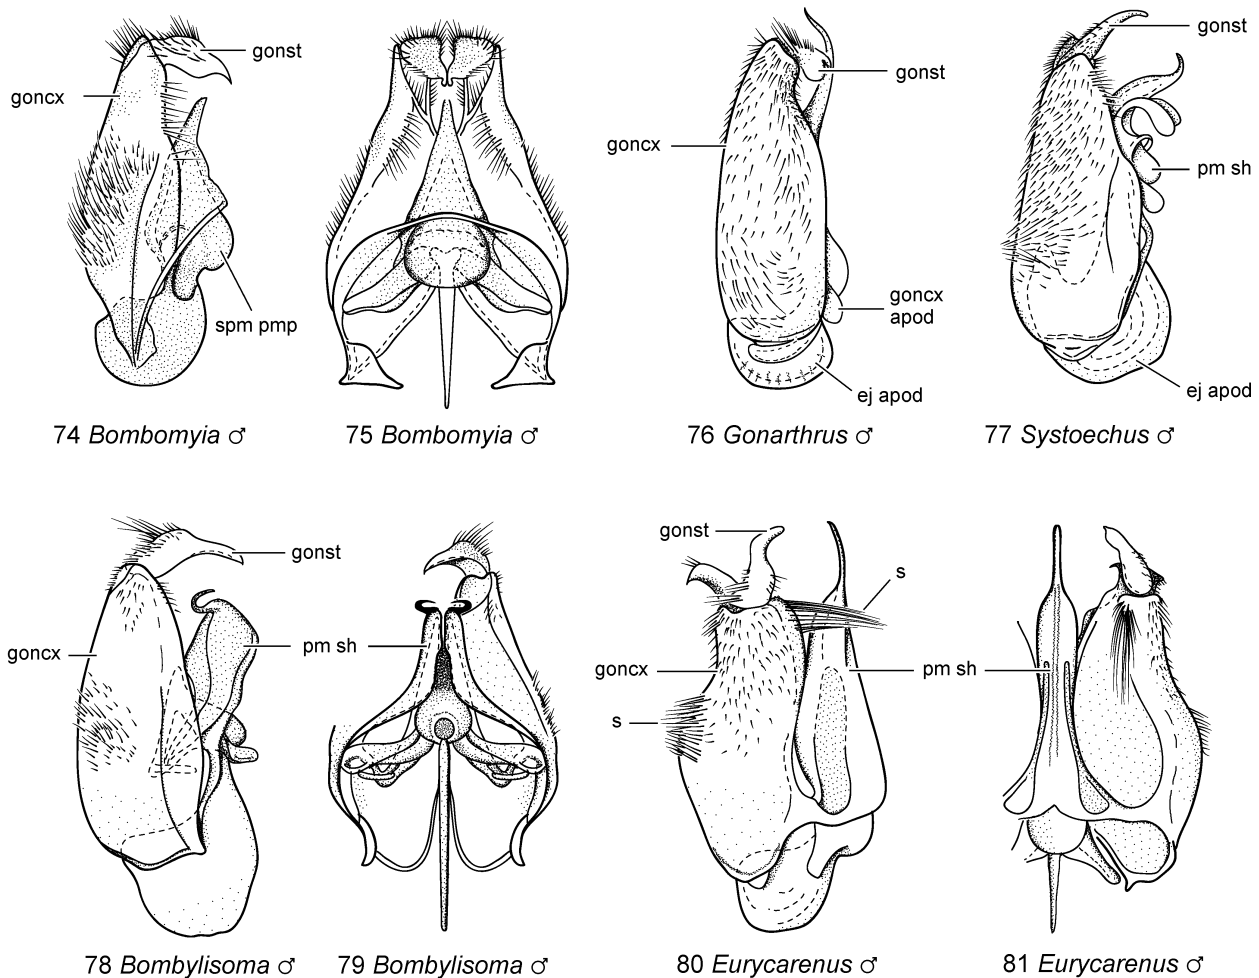 gonst
goncx
spm pmp
74 Bombomyia ♂
75 Bombomyia ♂
gonst
goncx
goncx
apod
ej apod
76 Gonarthrus ♂
gonst
pm sh
ej apod
77 Systoechus ♂
gonst
goncx
pm sh
78 Bombylisoma ♂
79 Bombylisoma ♂
gonst
s
goncx
pm sh
s
80 Eurycarenus ♂
81 Eurycarenus ♂